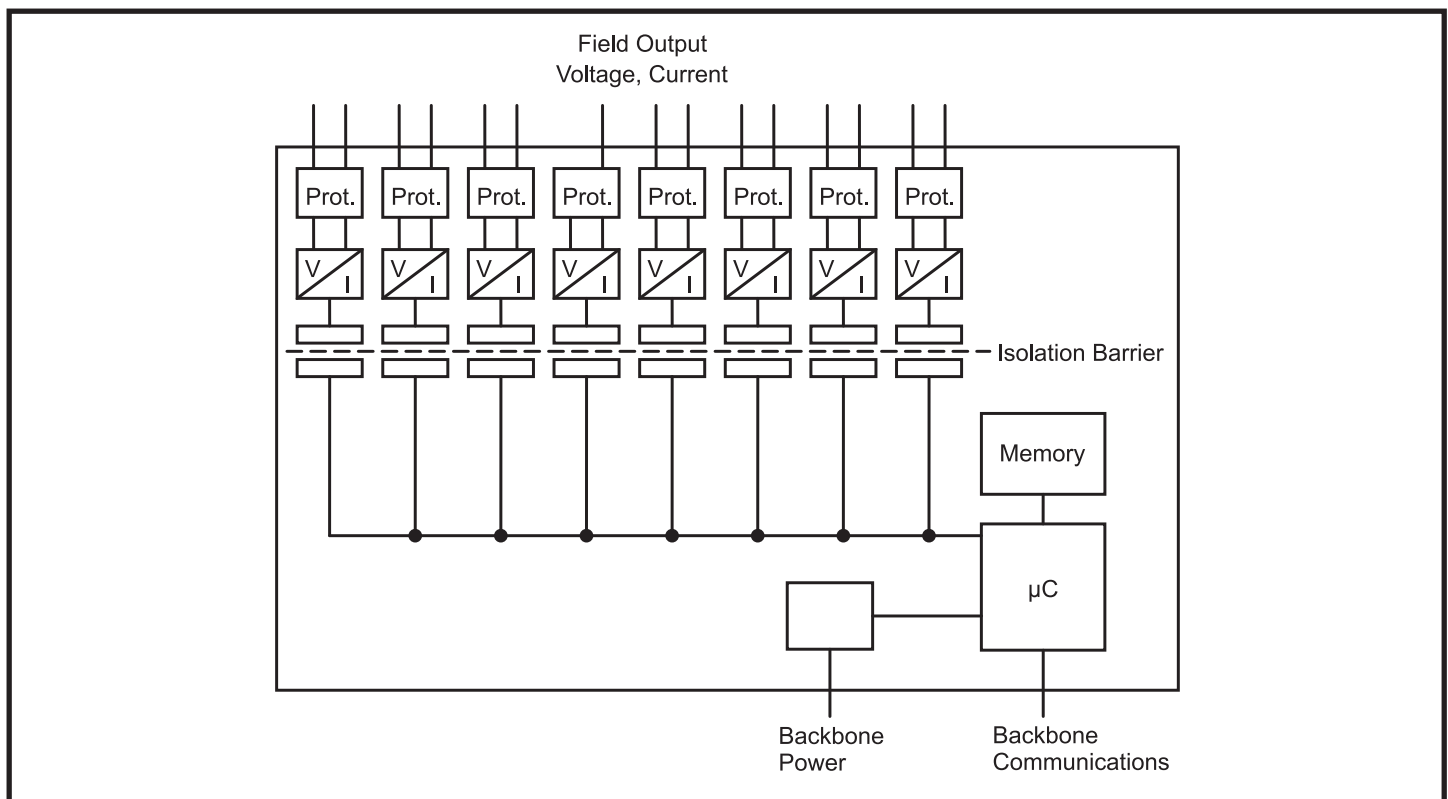 Field Output
Voltage, Current
Prot. Prot. Prot. Prot. Prot. Prot. Prot. Prot.
V I V I V I V I V I V I V I V I
Isolation Barrier
Memory
µC
Backbone Power
Backbone Communications